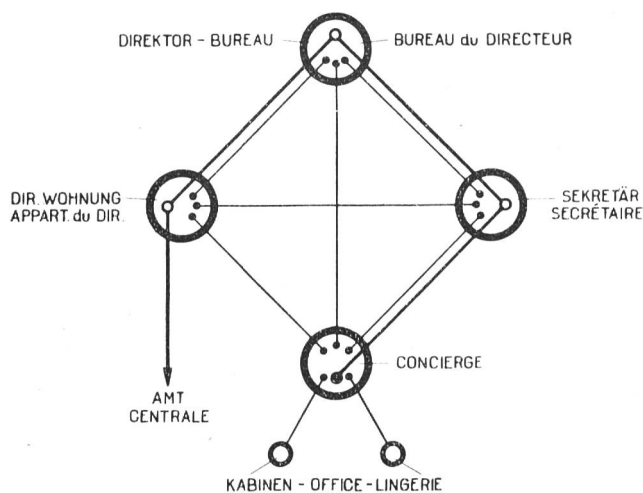 DIREKTOR - BUREAU
BUREAU du DIRECTEUR
DIR. WOHNUNG
APPART. du DIR.
SEKRETÄR
SECRÉTAIRE
CONCIERGE
AMT
CENTRALE
KABINEN - OFFICE - LINGERIE